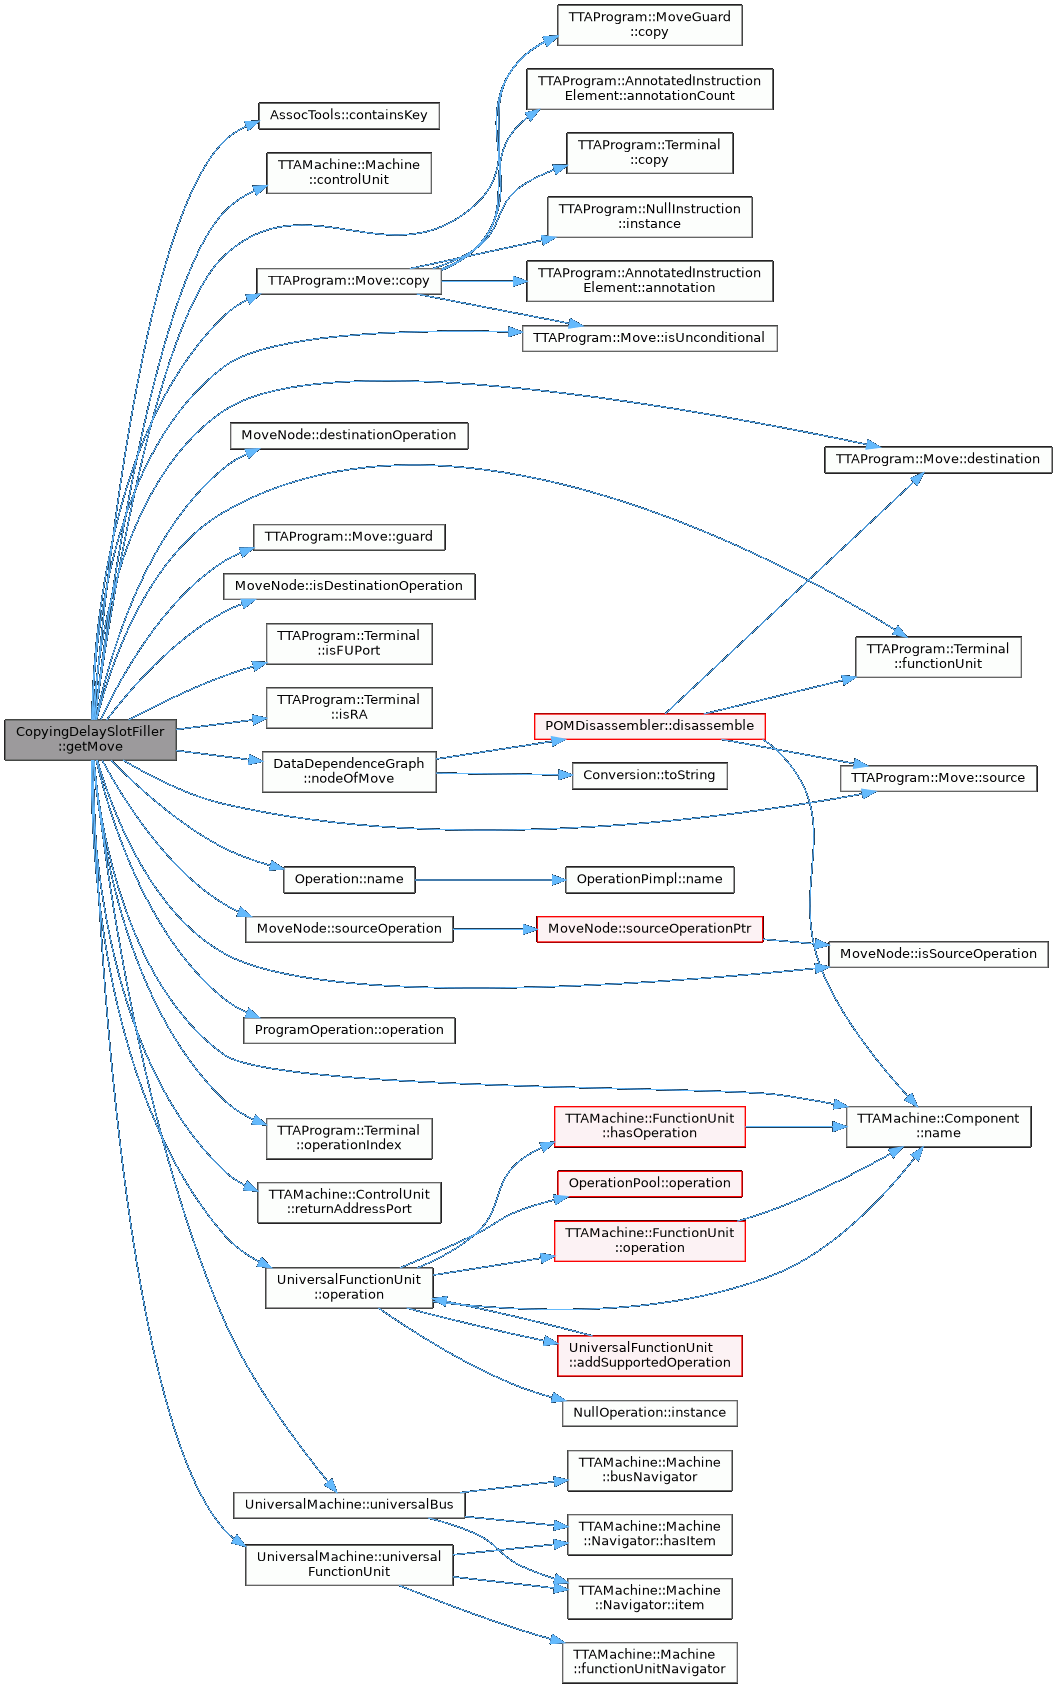 TTAProgram::MoveGuard
::copy
TTAProgram::AnnotatedInstruction
Element::annotationCount
AssocTools::containsKey
TTAProgram::Terminal
::copy
TTAMachine::Machine
::controlUnit
TTAProgram::NullInstruction
::instance
TTAProgram::Move::copy
TTAProgram::AnnotatedInstruction
Element::annotation
TTAProgram::Move::isUnconditional
MoveNode::destinationOperation
TTAProgram::Move::destination
TTAProgram::Move::guard
MoveNode::isDestinationOperation
TTAProgram::Terminal
::isFUPort
TTAProgram::Terminal
::functionUnit
TTAProgram::Terminal
::isRA
CopyingDelaySlotFiller
::getMove
POMDisassembler::disassemble
DataDependenceGraph
::nodeOfMove
Conversion::toString
TTAProgram::Move::source
Operation::name
OperationPimpl::name
MoveNode::sourceOperation
MoveNode::sourceOperationPtr
MoveNode::isSourceOperation
ProgramOperation::operation
TTAProgram::Terminal
::operationIndex
TTAMachine::FunctionUnit
::hasOperation
TTAMachine::Component
::name
TTAMachine::ControlUnit
::returnAddressPort
OperationPool::operation
TTAMachine::FunctionUnit
::operation
UniversalFunctionUnit
::operation
UniversalFunctionUnit
::addSupportedOperation
NullOperation::instance
TTAMachine::Machine
::busNavigator
UniversalMachine::universalBus
TTAMachine::Machine
::Navigator::hasItem
UniversalMachine::universal
FunctionUnit
TTAMachine::Machine
::Navigator::item
TTAMachine::Machine
::functionUnitNavigator